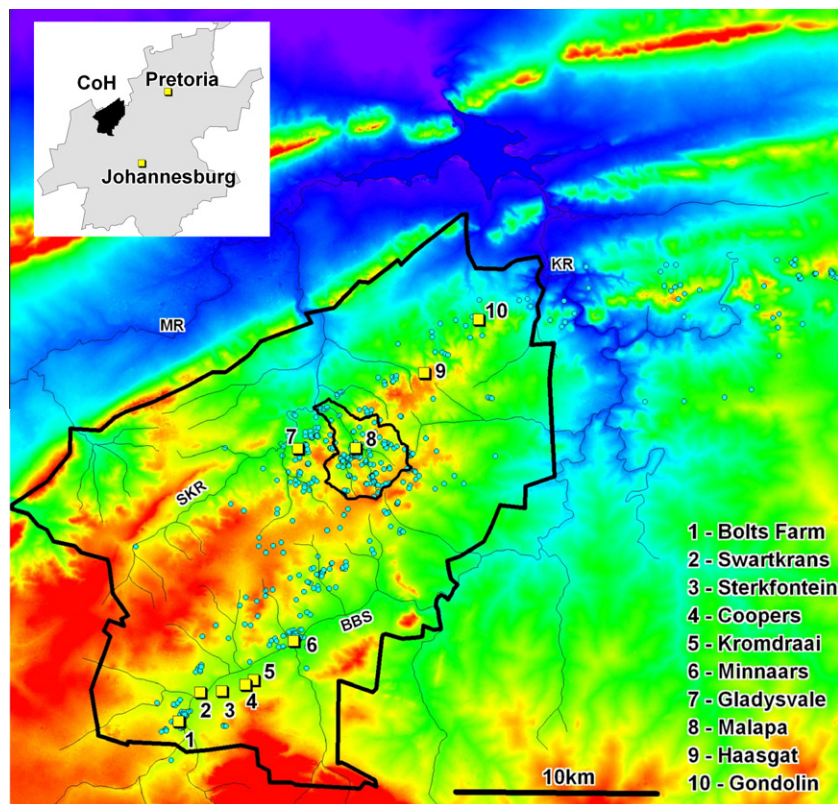 CoH
Pretoria
Johannesburg
KR
MR
10
9
7
8
SKR
BBS
6
5
4
3
2
1
1 - Bolts Farm
2 - Swartkrans
3 - Sterkfontein
4 - Coopers
5 - Kromdraai
6 - Minnaars
7 - Gladysvale
8 - Malapa
9 - Haasgat
10 - Gondolin
10km